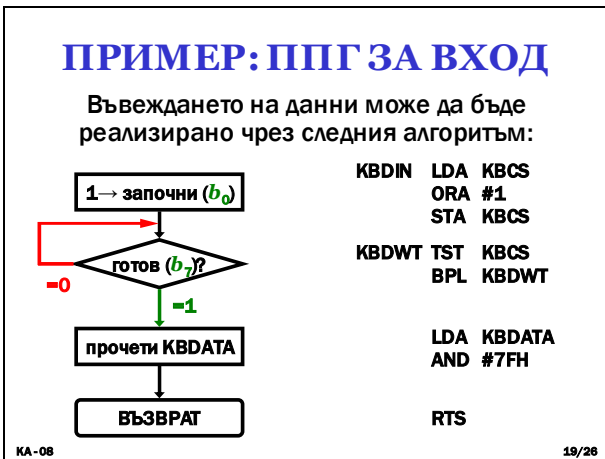 ПРИМЕР: ППГ ЗА ВХОД
Въвеждането на данни може да бъде
реализирано чрез следния алгоритъм:
1→ започни (b0)
готов (b7)?
=0
=1
прочети KBDATA
ВЪЗВРАТ
KBDIN LDA KBCS
ORA #1
STA KBCS
KBDWT TST KBCS
BPL KBDWT
LDA KBDATA
AND #7FH
RTS
КА-08
19/26